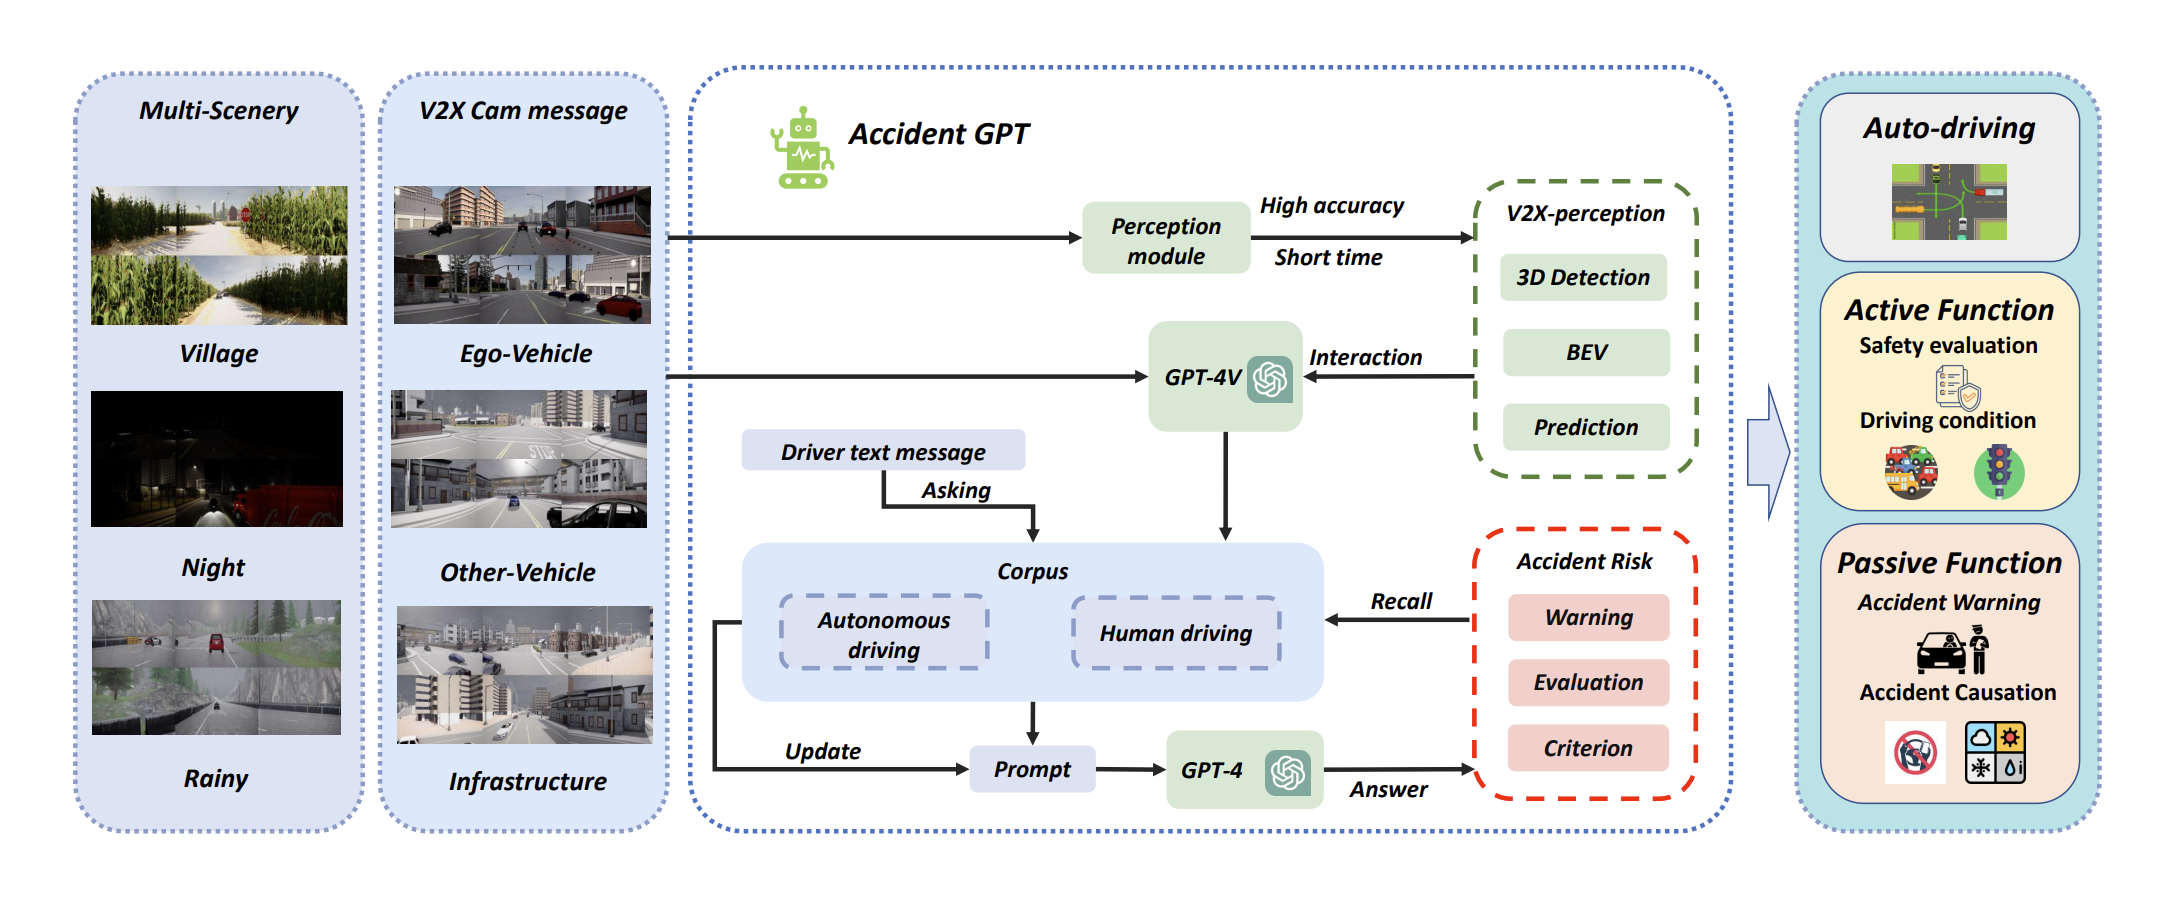 Multi-Scenery
Village
Night
Rainy
V2X Cam message
Ego-Vehicle
STOP
Other-Vehicle
Infrastructure
Accident GPT
Perception
module
High accuracy
Short time
V2X-perception
3D Detection
BEV
Prediction
GPT-4V
Interaction
Driver text message
Asking
Corpus
Autonomous
driving
Human driving
Recall
Accident Risk
Warning
Evaluation
Criterion
Update
Prompt
GPT-4
Answer
Auto-driving
Active Function
Safety evaluation
Driving condition
Passive Function
Accident Warning
Accident Causation